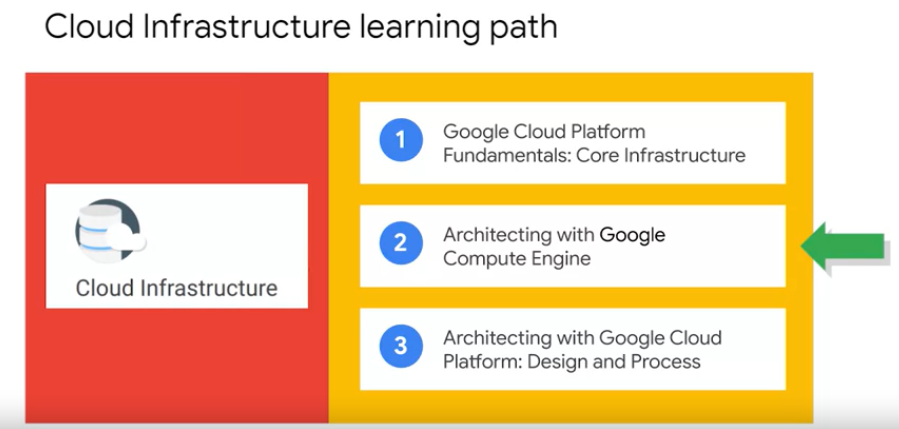 Cloud Infrastructure learning path
Cloud Infrastructure
1
Google Cloud Platform
Fundamentals: Core Infrastructure
2
Architecting with Google
Compute Engine
3
Architecting with Google Cloud
Platform: Design and Process